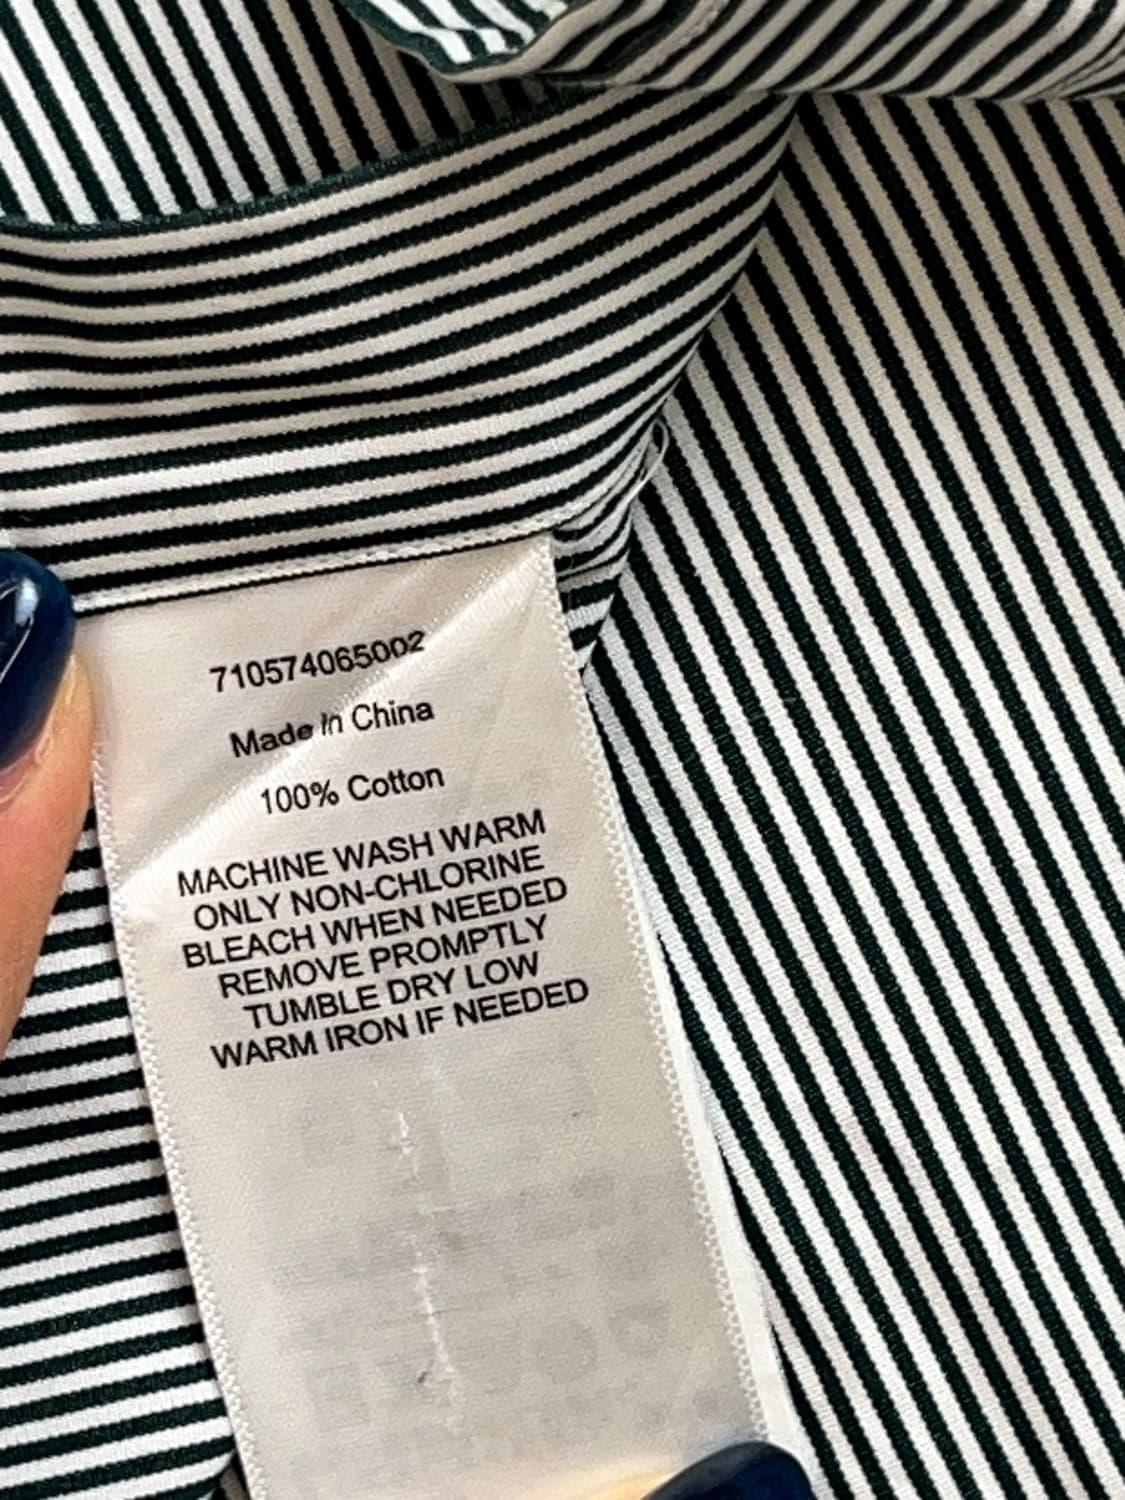 710574065002
Made In China
100% Cotton
MACHINE WASH WARM
ONLY NON-CHLORINE
BLEACH WHEN NEEDED
REMOVE PROMPTLY
TUMBLE DRY LOW
WARM IRON IF NEEDED